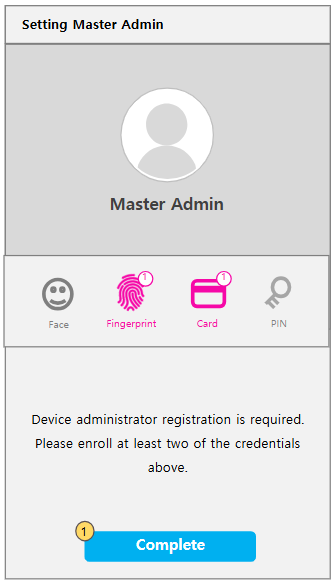 Setting Master Admin
Master Admin
1 1
Face Fingerprint Card PIN
Device administrator registration is required.
Please enroll at least two of the credentials
above.
1
Complete